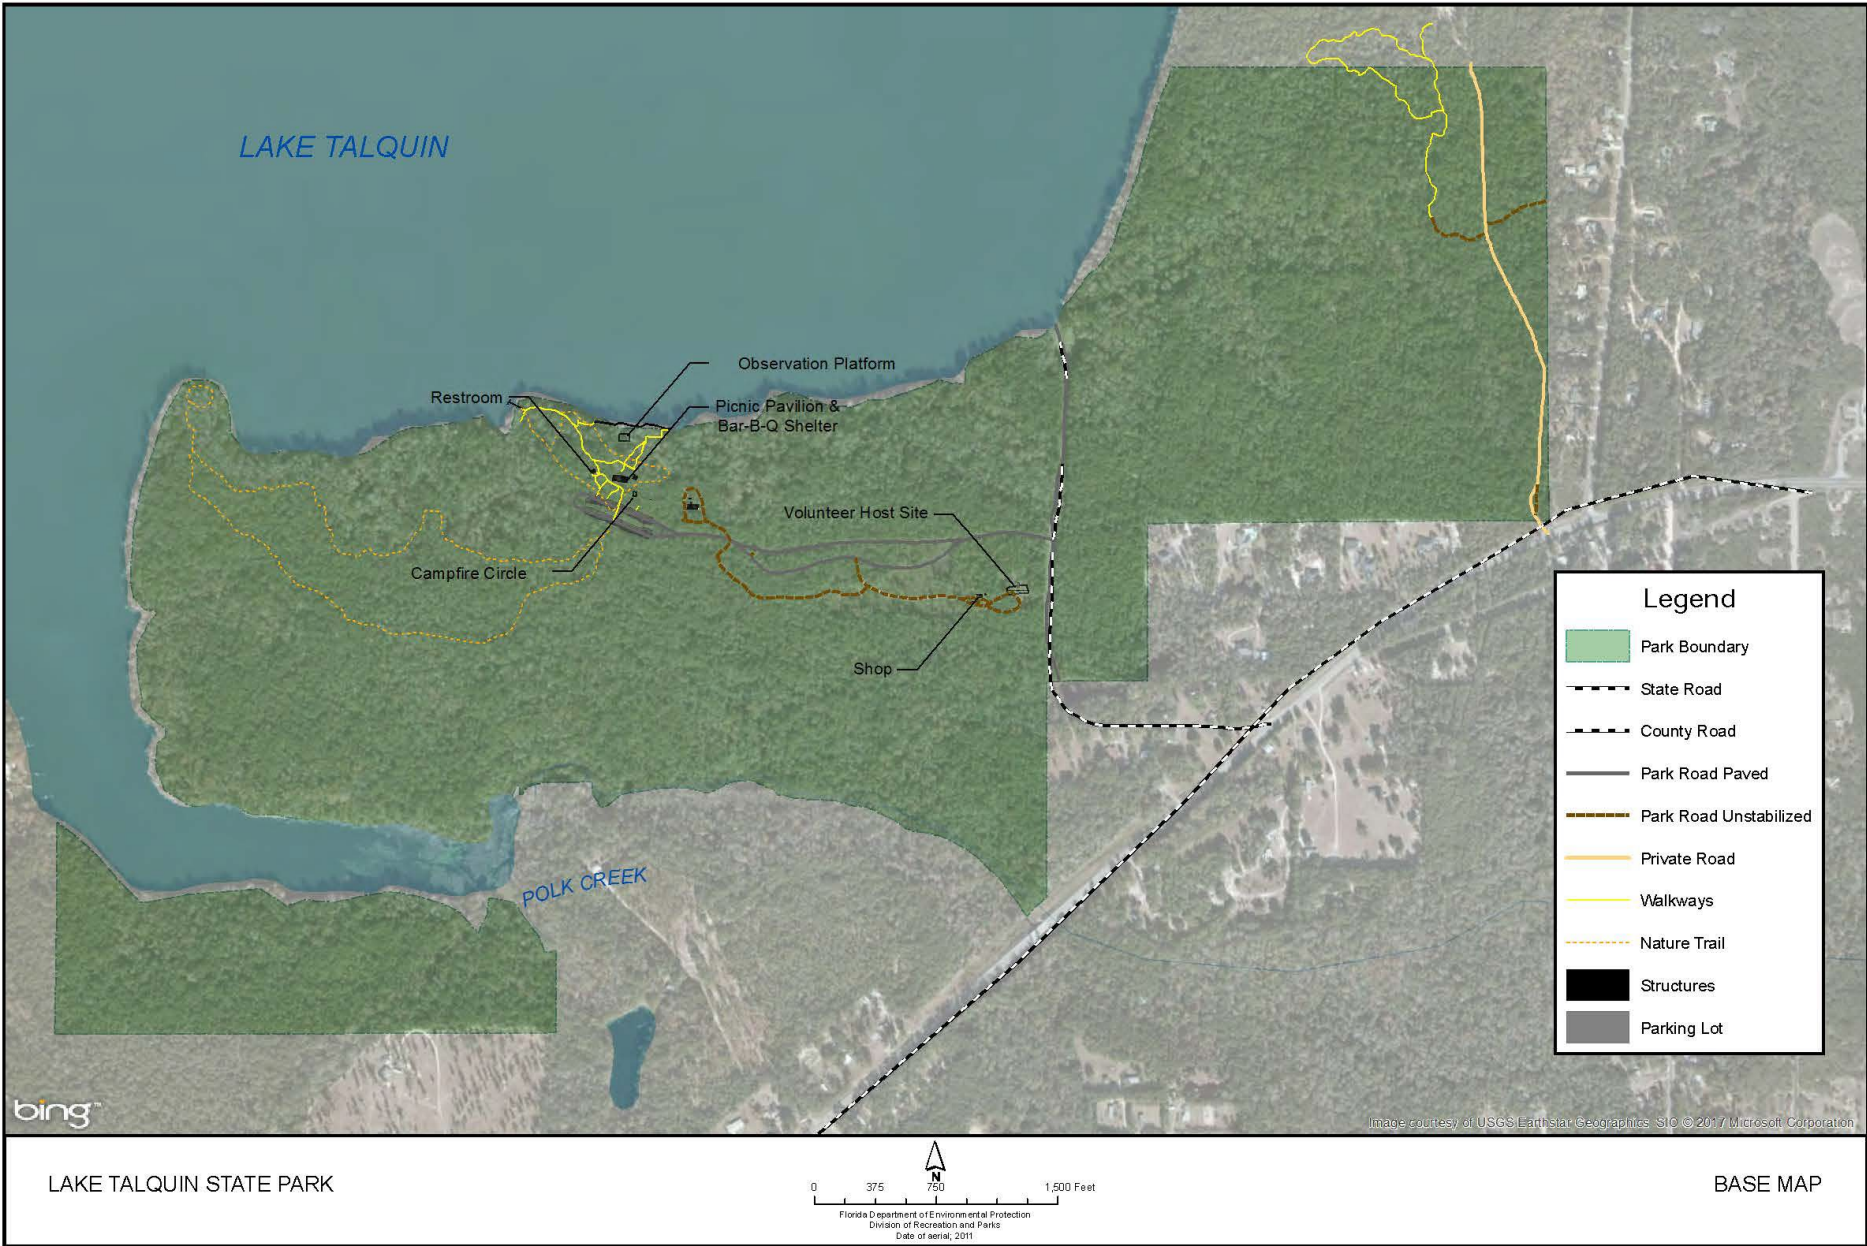 LAKE TALQUIN
Observation Platform
Restroom
Picnic Pavilion &
Bar-B-Q Shelter
Volunteer Host Site
Campfire Circle
Shop
POLK CREEK
Legend
Park Boundary
State Road
County Road
Park Road Paved
Park Road Unstabilized
Private Road
Walkways
Nature Trail
Structures
Parking Lot
bing™
Image courtesy of USGS Earthstar Geographics SIO © 2017 Microsoft Corporation
LAKE TALQUIN STATE PARK
N
0 375 750 1,500 Feet
Florida Department of Environmental Protection
Division of Recreation and Parks
Date of aerial; 2011
BASE MAP